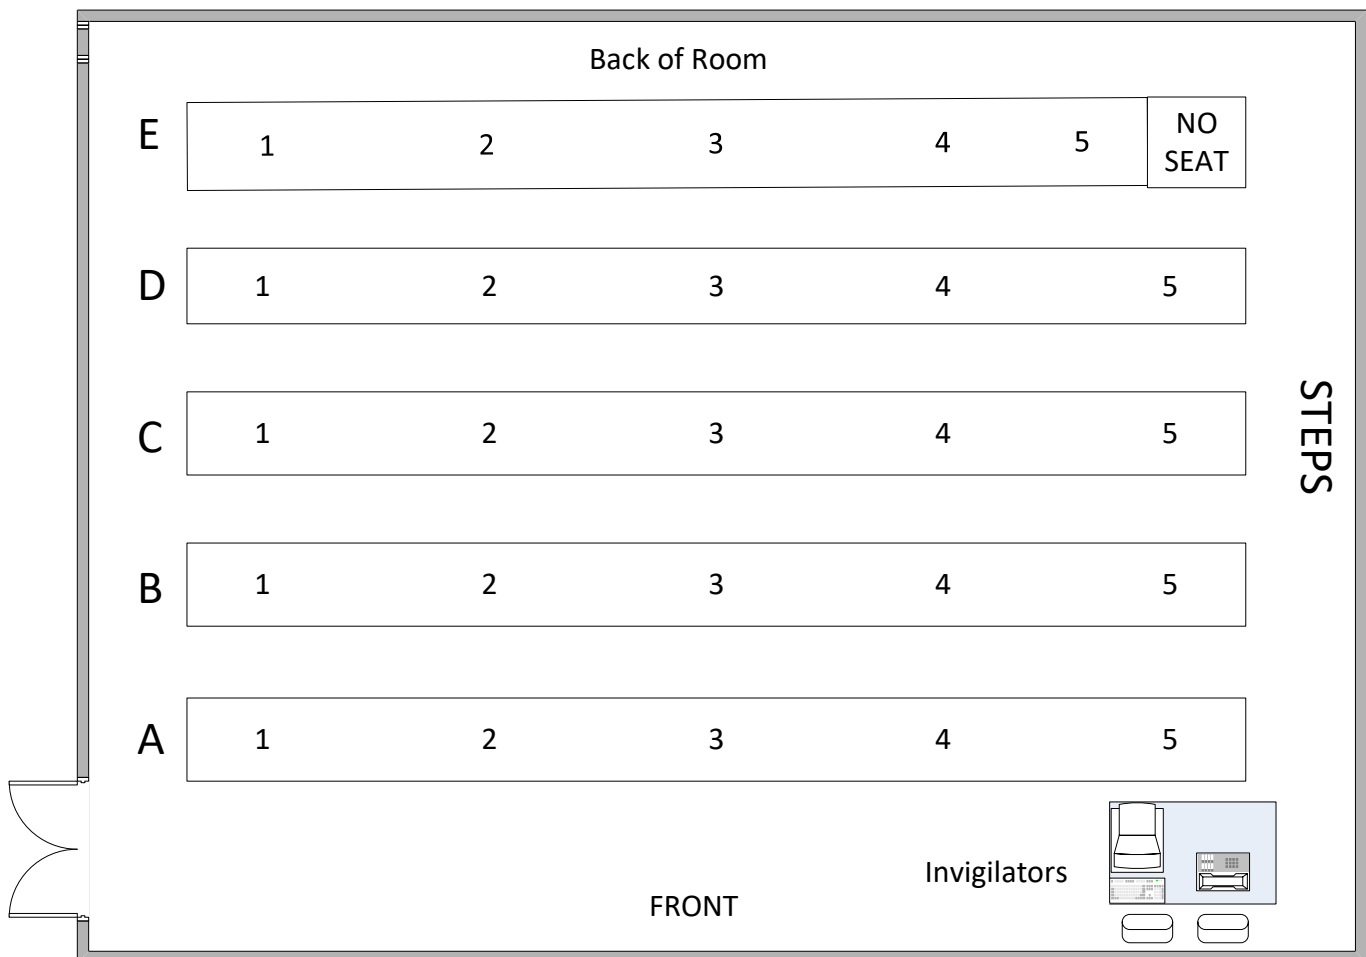 Back of Room
E 1 2 3 4 5 NO SEAT
D 1 2 3 4 5
C 1 2 3 4 5
STEPS
B 1 2 3 4 5
A 1 2 3 4 5
Invigilators
FRONT